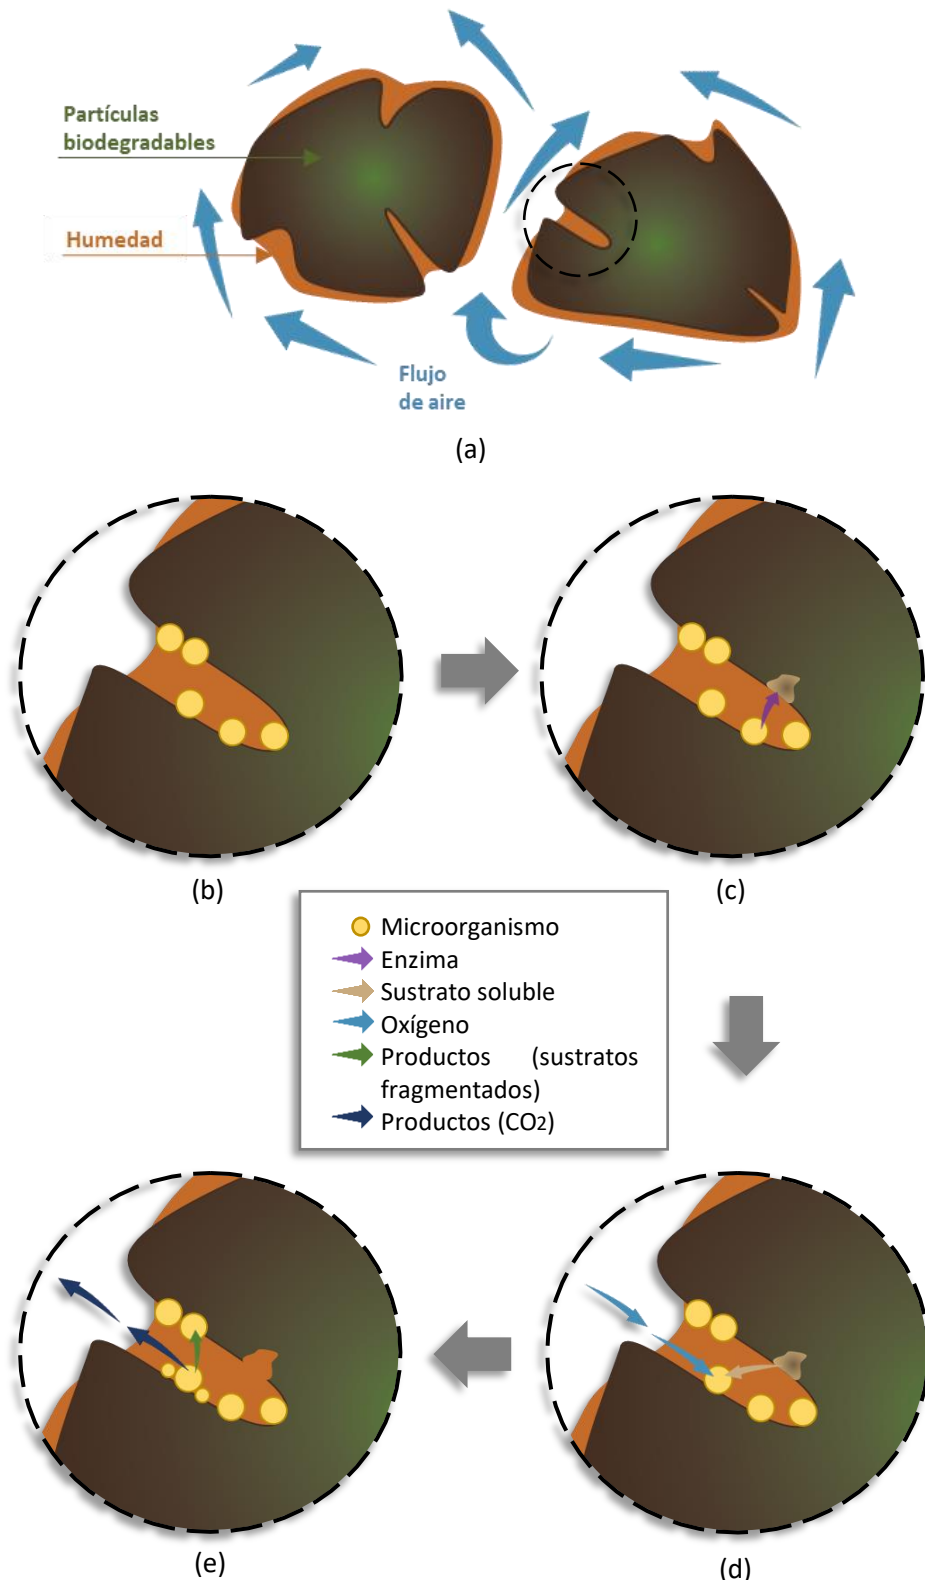 Partículas
biodegradables
Humedad
Flujo
de aire
(a)
(b)
(c)
Microorganismo
Enzima
Sustrato soluble
Oxígeno
Productos (sustratos
fragmentados)
Productos (CO2)
(e)
(d)